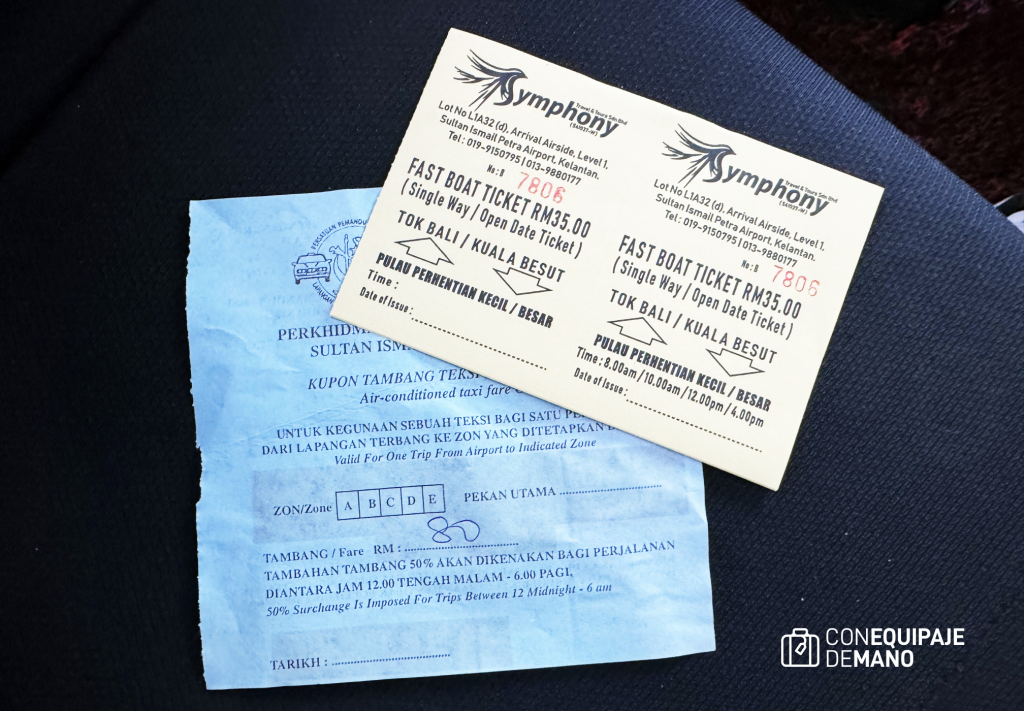 Symphony
Travel & Tours Sdn Bhd
(541027-W)
Lot No L1A32 (d), Arrival Airside, Level 1,
Sultan Ismail Petra Airport, Kelantan.
Tel : 019-9150795 | 013-9880177
No : B 7806
FAST BOAT TICKET RM35.00
( Single Way / Open Date Ticket )
TOK BALI / KUALA BESUT
PULAU PERHENTIAN KECIL / BESAR
Time :
Date of Issue :
Symphony
Travel & Tours Sdn Bhd
(541027-W)
Lot No L1A32 (d), Arrival Airside, Level 1,
Sultan Ismail Petra Airport, Kelantan.
Tel : 019-9150795 | 013-9880177
No : B 7806
FAST BOAT TICKET RM35.00
( Single Way / Open Date Ticket )
TOK BALI / KUALA BESUT
PULAU PERHENTIAN KECIL / BESAR
Time : 8.00am / 10.00am / 12.00pm / 4.00pm
Date of Issue :
PERSATUAN
LAPANGAN
SULTAN
KUPON TAMBANG TEKSI
Air-conditioned taxi fare
UNTUK KEGUNAAN SEBUAH TEKSI BAGI SATU
DARI LAPANGAN TERBANG KE ZON YANG DITETAPKAN
Valid For One Trip From Airport to Indicated Zone
ZON/Zone A B C D E PEKAN UTAMA
TAMBANG / Fare RM : 80
TAMBAHAN TAMBANG 50% AKAN DIKENAKAN BAGI PERJALANAN
DIANTARA JAM 12.00 TENGAH MALAM - 6.00 PAGI,
50% Surchange Is Imposed For Trips Between 12 Midnight - 6 am
TARIKH :
CONEQUIPAJE
DEMANO